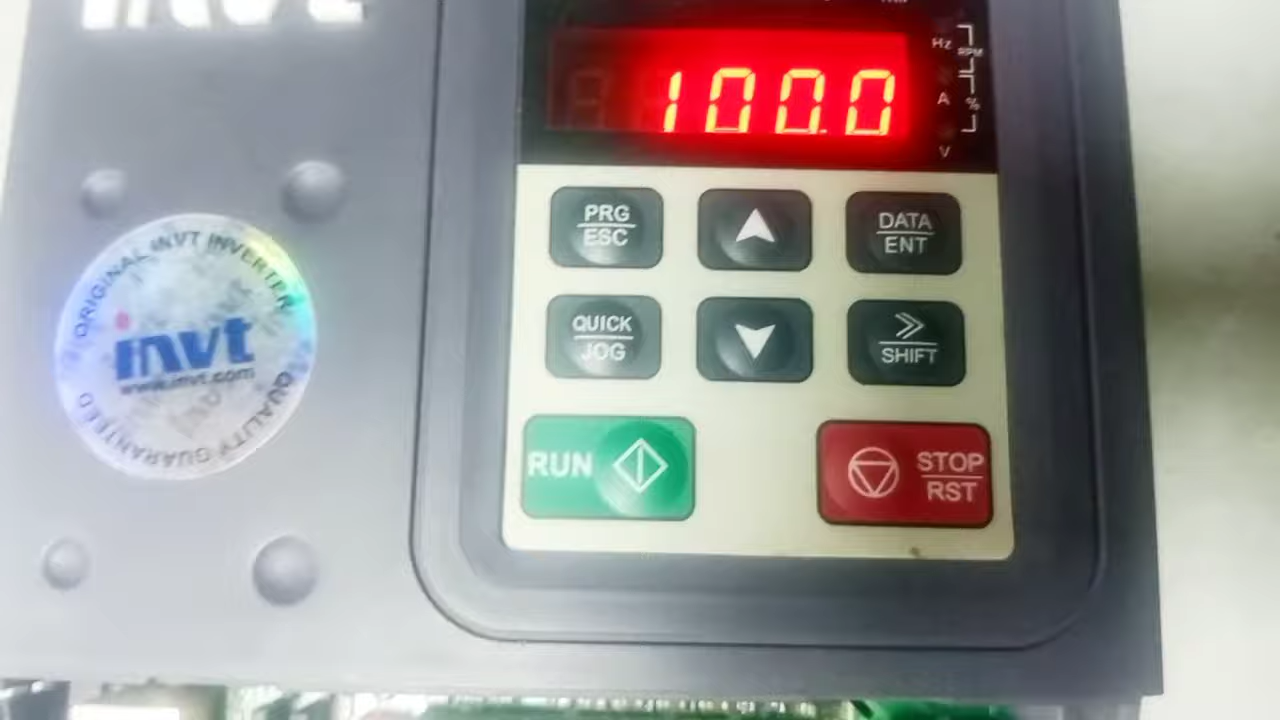 invt
100.0
Hz
RPM
A
%
V
PRG
ESC
DATA
ENT
QUICK
JOG
SHIFT
RUN
STOP
RST
ORIGINAL INVT INVERTER
invt
www.invt.com
QUALITY GUARANTEED